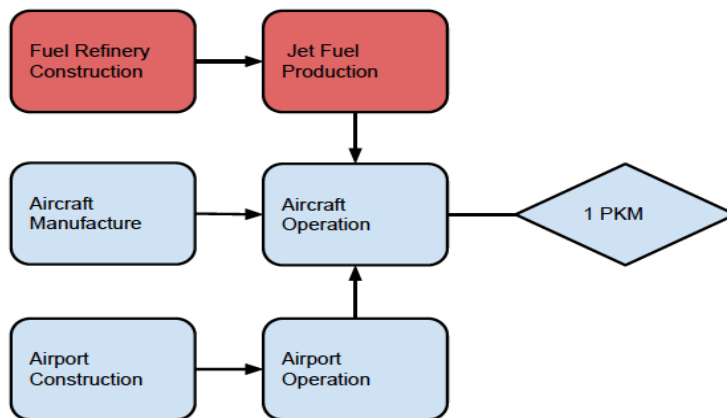 Fuel Refinery
Construction
Jet Fuel
Production
Aircraft
Manufacture
Aircraft
Operation
1 PKM
Airport
Construction
Airport
Operation